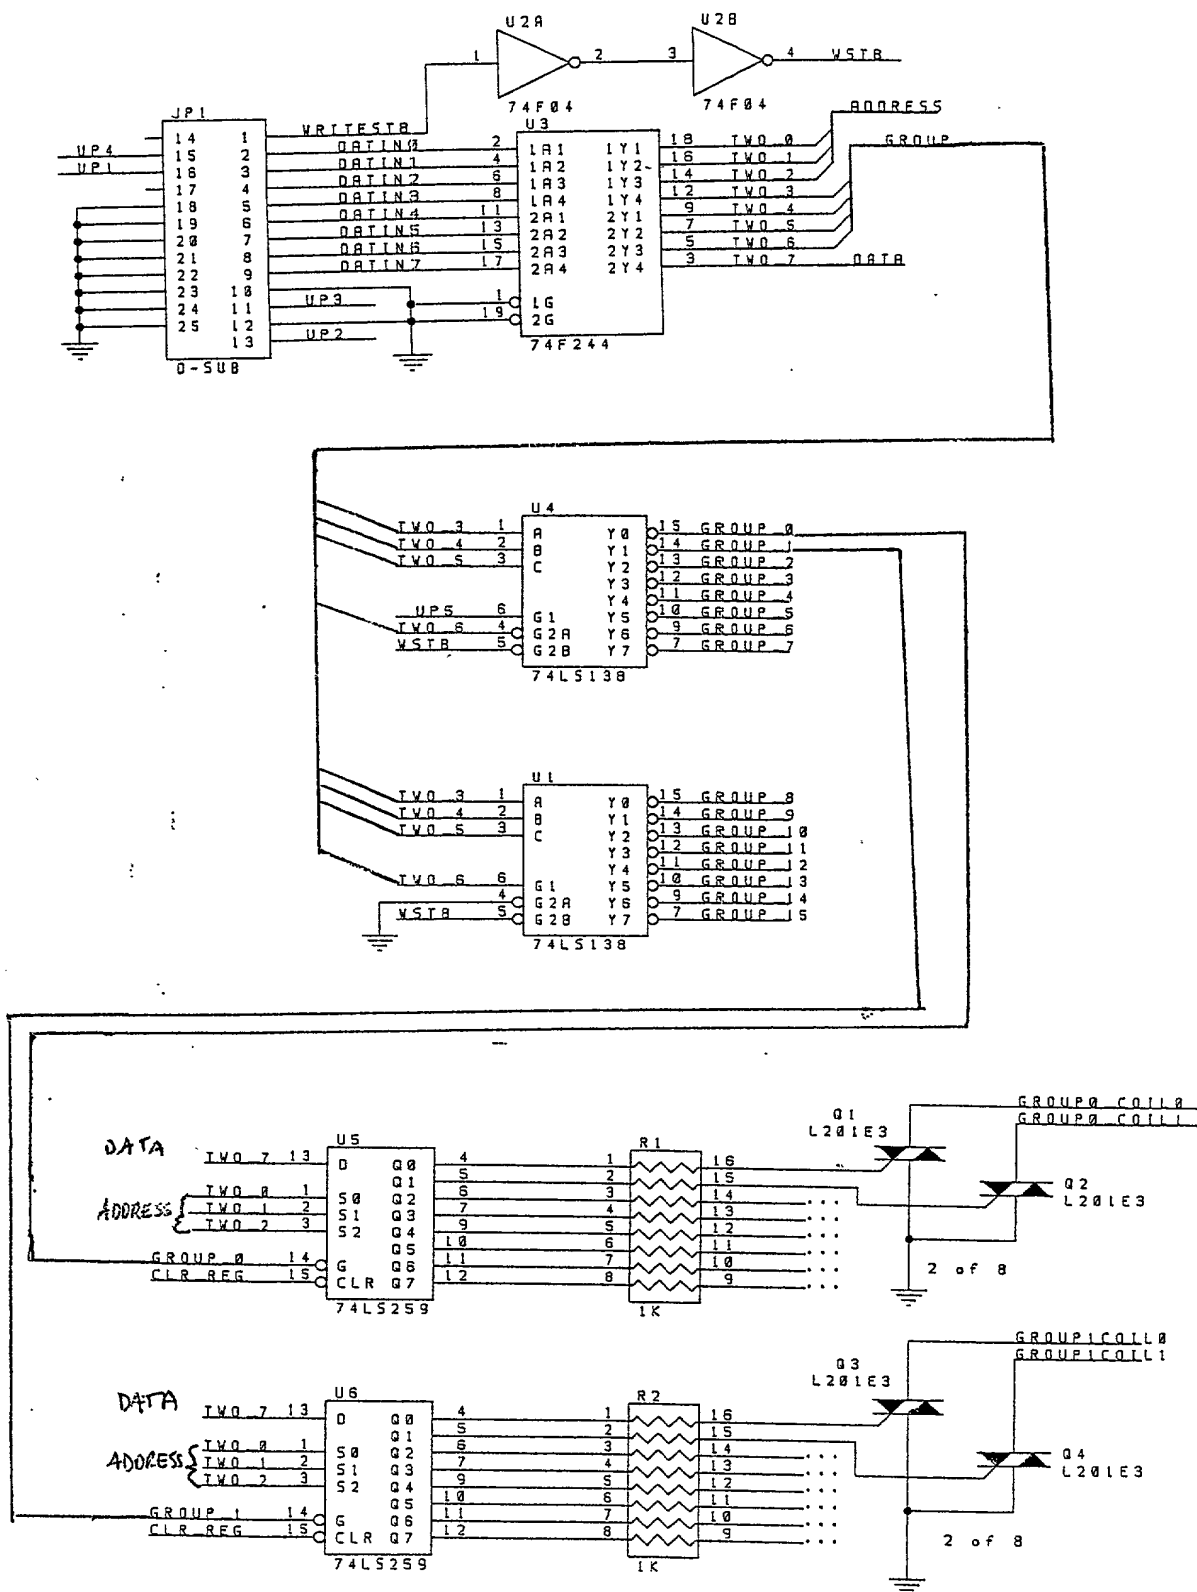 U2A U2B
1 2 3 4 WSTB
74F04 74F04
JP1 U3
ADDRESS
GROUP
14 1 WRITESTB
UP4 15 2 DATIN0 2 1A1 1Y1 18 TWO_0
UP1 16 3 DATIN1 4 1A2 1Y2 16 TWO_1
17 4 DATIN2 6 1A3 1Y3 14 TWO_2
18 5 DATIN3 8 1A4 1Y4 12 TWO_3
19 6 DATIN4 11 2A1 2Y1 9 TWO_4
20 7 DATIN5 13 2A2 2Y2 7 TWO_5
21 8 DATIN6 15 2A3 2Y3 5 TWO_6
22 9 DATIN7 17 2A4 2Y4 3 TWO_7 DATA
23 10
24 11 UP3 1 1G
25 12 19 2G
13 UP2
D-SUB 74F244
U4
TWO_3 1 A Y0 15 GROUP_0
TWO_4 2 B Y1 14 GROUP_1
TWO_5 3 C Y2 13 GROUP_2
Y3 12 GROUP_3
Y4 11 GROUP_4
UP5 6 G1 Y5 10 GROUP_5
TWO_6 4 G2A Y6 9 GROUP_6
WSTB 5 G2B Y7 7 GROUP_7
74LS138
U1
TWO_3 1 A Y0 15 GROUP_8
TWO_4 2 B Y1 14 GROUP_9
TWO_5 3 C Y2 13 GROUP_10
Y3 12 GROUP_11
Y4 11 GROUP_12
TWO_6 6 G1 Y5 10 GROUP_13
4 G2A Y6 9 GROUP_14
WSTB 5 G2B Y7 7 GROUP_15
74LS138
GROUP0_COIL0
GROUP0_COIL1
Q1
L201E3
Q2
L201E3
DATA
ADDRESS
U5 R1
TWO_7 13 D Q0 4 1 16
Q1 5 2 15
TWO_0 1 S0 Q2 6 3 14 ...
TWO_1 2 S1 Q3 7 4 13 ...
TWO_2 3 S2 Q4 9 5 12 ...
Q5 10 6 11 ...
GROUP_0 14 G Q6 11 7 10 ...
CLR_REG 15 CLR Q7 12 8 9 ...
74LS259 1K
2 of 8
GROUP1COIL0
GROUP1COIL1
Q3
L201E3
Q4
L201E3
DATA
ADDRESS
U6 R2
TWO_7 13 D Q0 4 1 16
Q1 5 2 15
TWO_0 1 S0 Q2 6 3 14 ...
TWO_1 2 S1 Q3 7 4 13 ...
TWO_2 3 S2 Q4 9 5 12 ...
Q5 10 6 11 ...
GROUP_1 14 G Q6 11 7 10 ...
CLR_REG 15 CLR Q7 12 8 9 ...
74LS259 1K
2 of 8